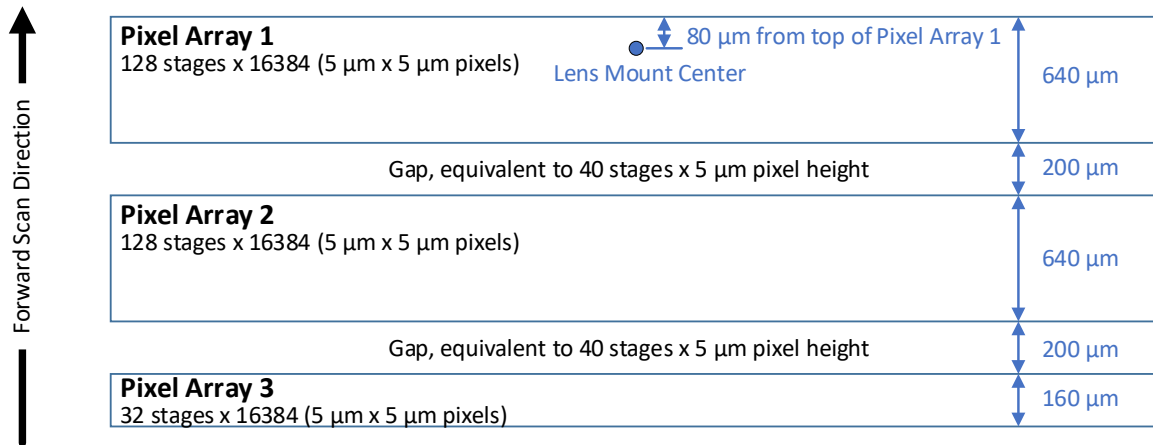 Forward Scan Direction
Pixel Array 1
128 stages x 16384 (5 µm x 5 µm pixels)
80 µm from top of Pixel Array 1
Lens Mount Center
640 µm
Gap, equivalent to 40 stages x 5 µm pixel height
200 µm
Pixel Array 2
128 stages x 16384 (5 µm x 5 µm pixels)
640 µm
Gap, equivalent to 40 stages x 5 µm pixel height
200 µm
Pixel Array 3
32 stages x 16384 (5 µm x 5 µm pixels)
160 µm